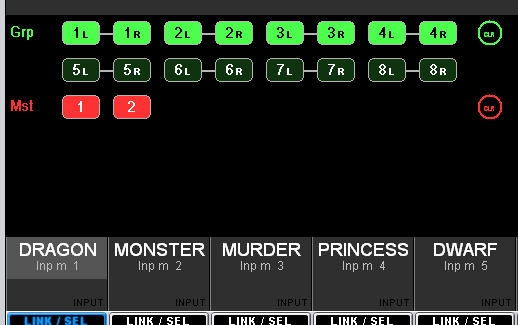 Grp 1L 1R 2L 2R 3L 3R 4L 4R CLR
5L 5R 6L 6R 7L 7R 8L 8R
Mst 1 2 CLR
DRAGON MONSTER MURDER PRINCESS DWARF
Inp m 1 Inp m 2 Inp m 3 Inp m 4 Inp m 5
INPUT INPUT INPUT INPUT INPUT
LINK / SEL LINK / SEL LINK / SEL LINK / SEL LINK / SEL